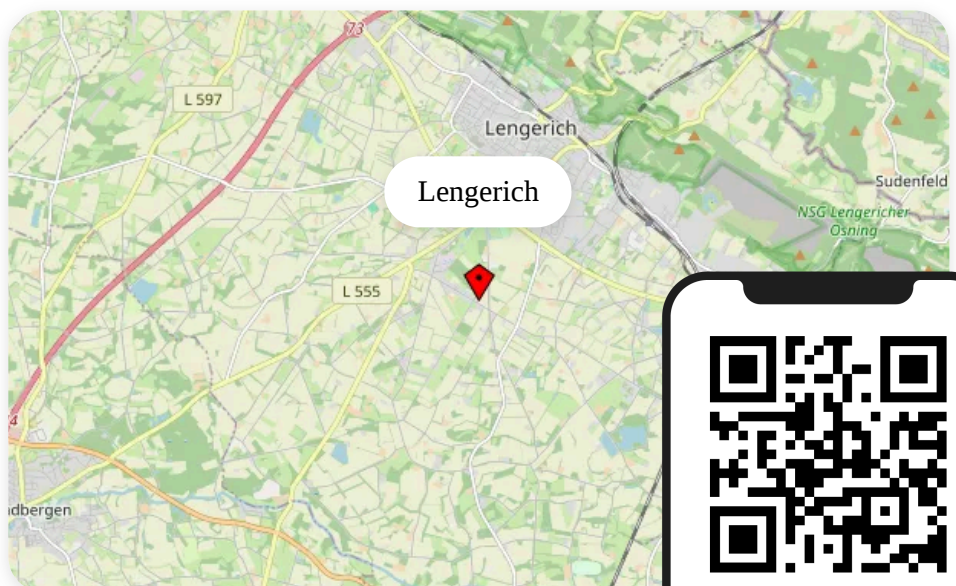 73
L 597
Lengerich
Lengerich
Sudenfeld
NSG Lengericher
Osning
L 555
4
dbergen